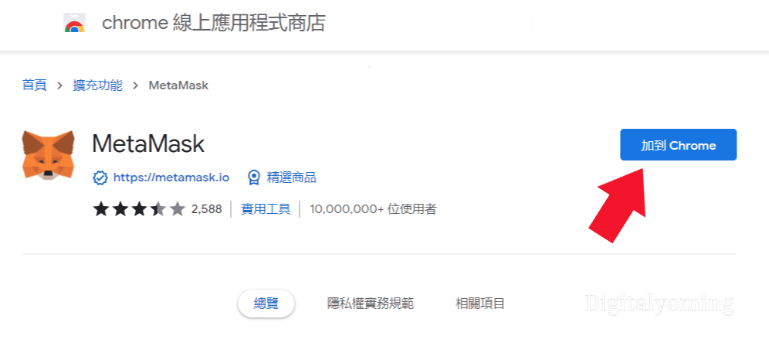 chrome 線上應用程式商店
首頁 > 擴充功能 > MetaMask
MetaMask
加到 Chrome
https://metamask.io 精選商品
2,588 | 實用工具 | 10,000,000+ 位使用者
總覽 隱私權實務規範 相關項目
Digitalyoming